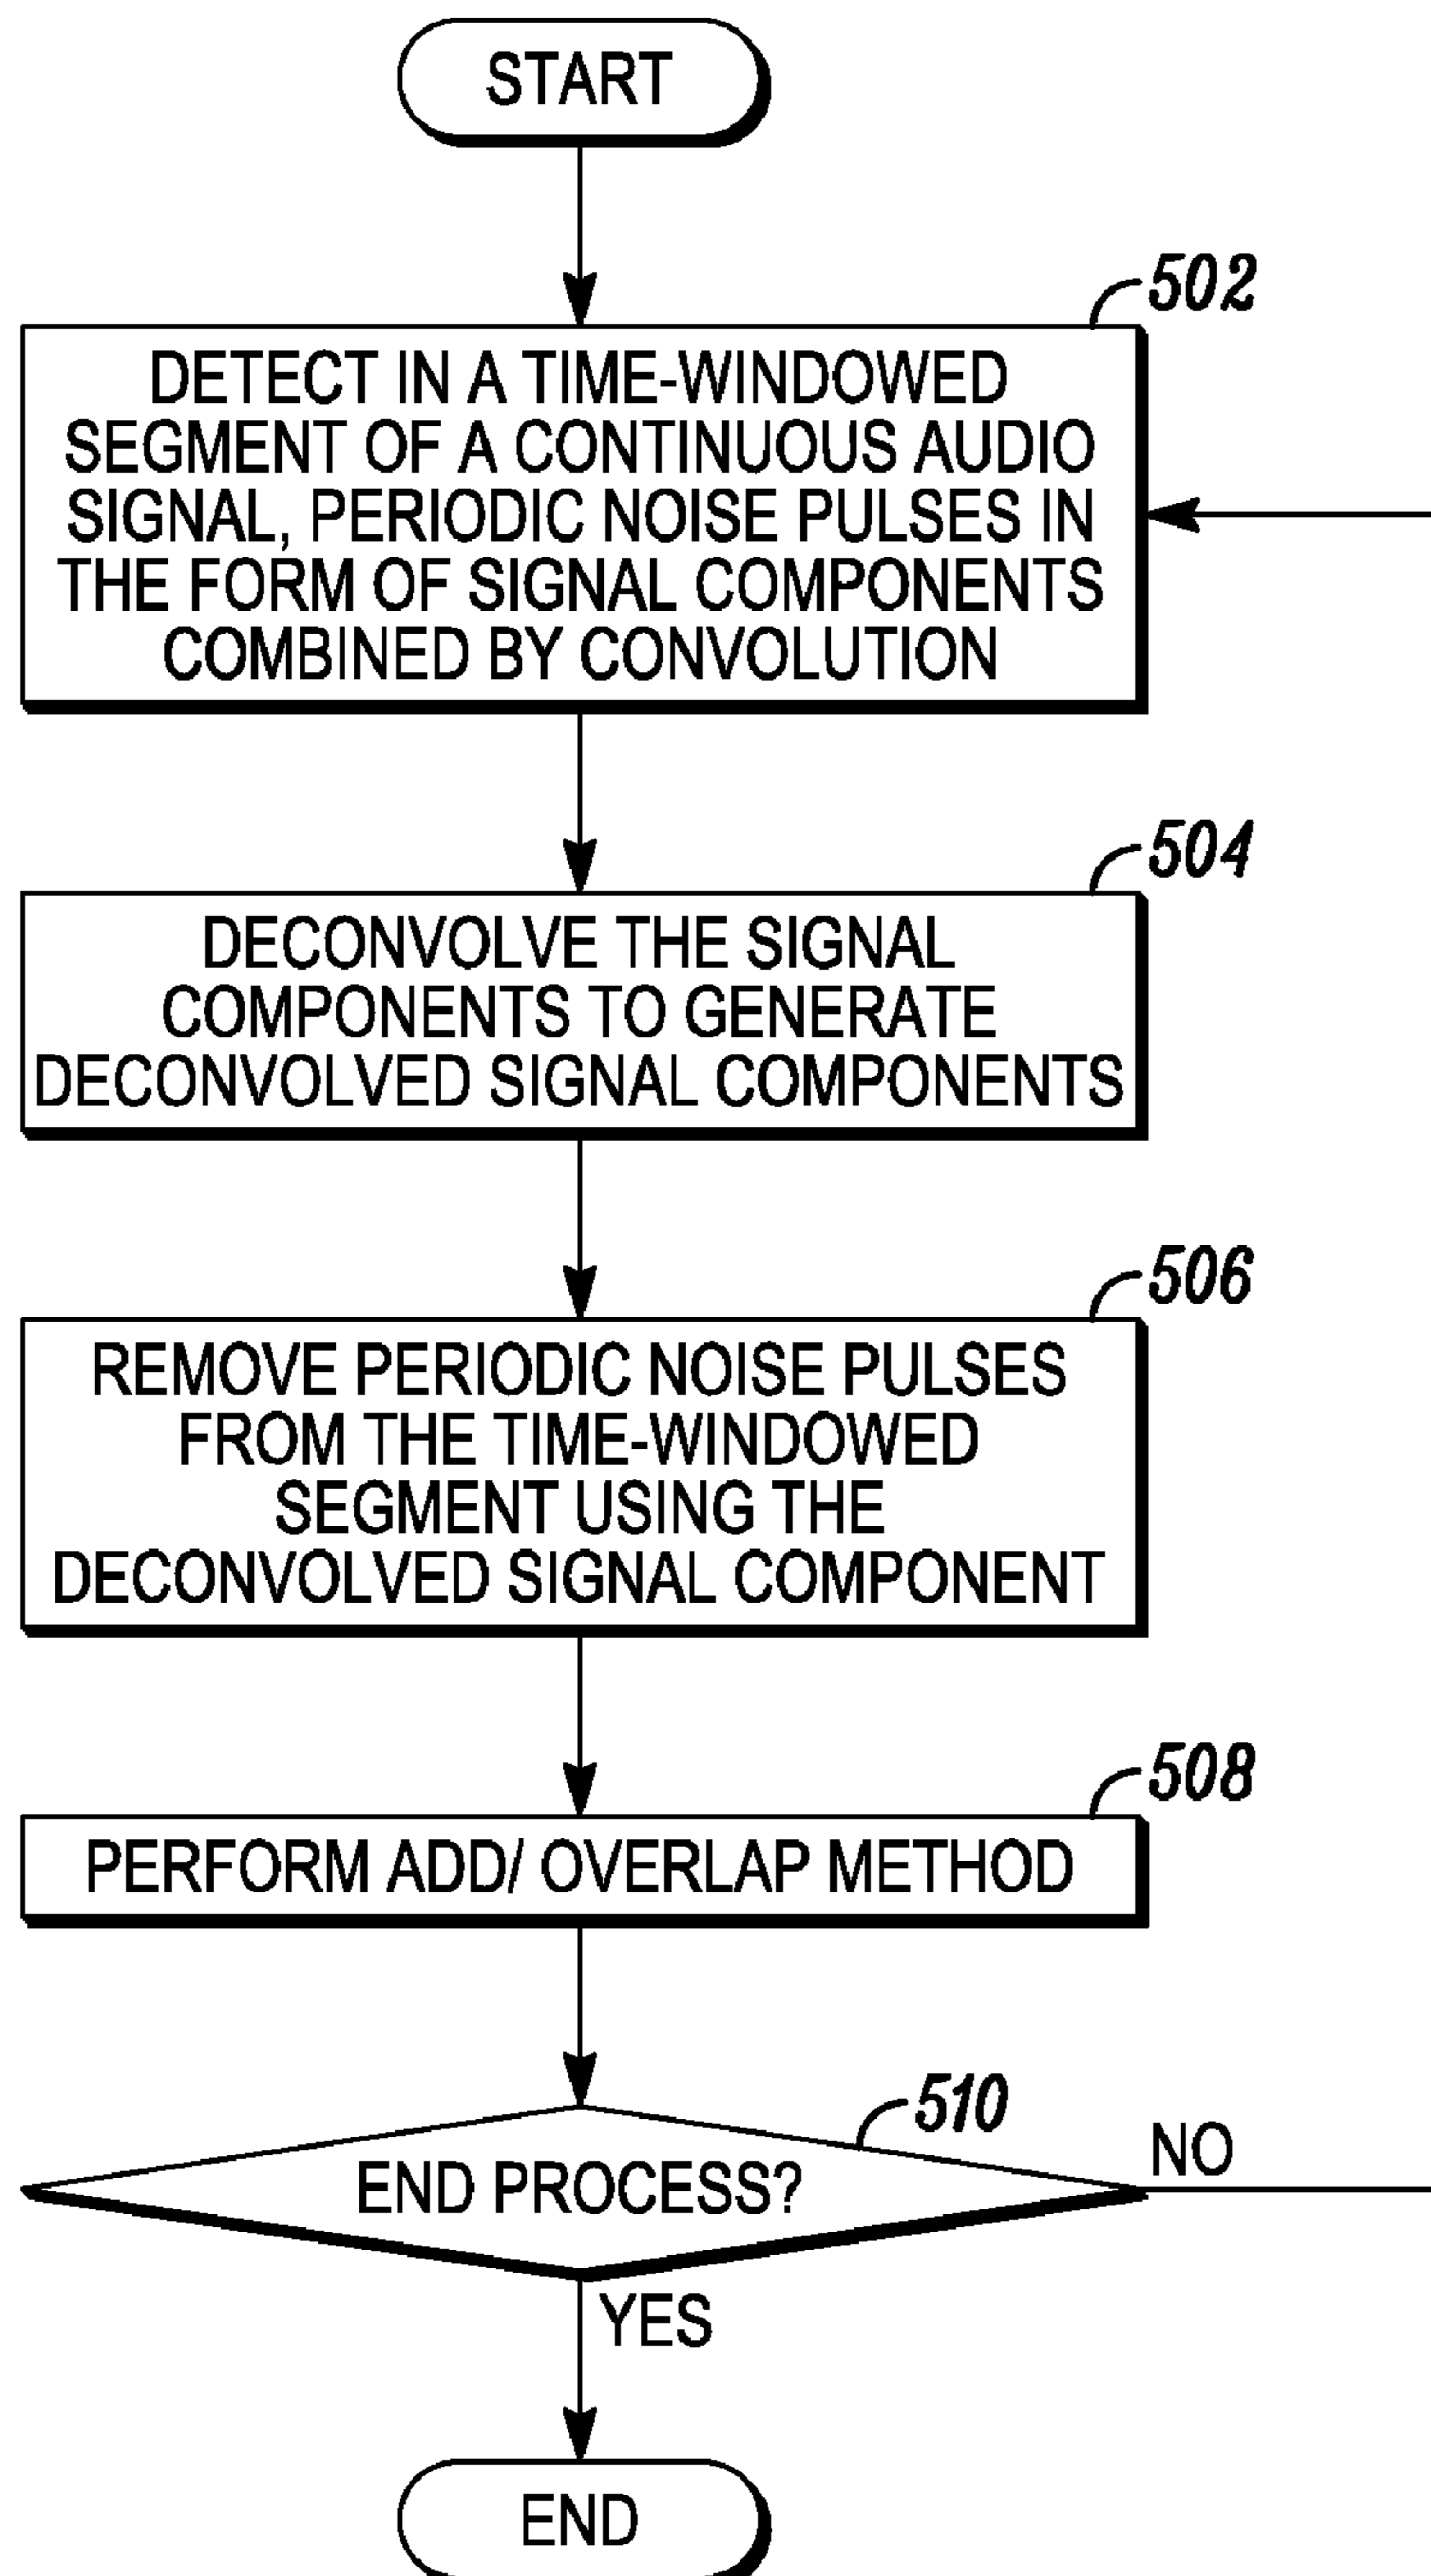 START
502
DETECT IN A TIME-WINDOWED
SEGMENT OF A CONTINUOUS AUDIO
SIGNAL, PERIODIC NOISE PULSES IN
THE FORM OF SIGNAL COMPONENTS
COMBINED BY CONVOLUTION
504
DECONVOLVE THE SIGNAL
COMPONENTS TO GENERATE
DECONVOLVED SIGNAL COMPONENTS
506
REMOVE PERIODIC NOISE PULSES
FROM THE TIME-WINDOWED
SEGMENT USING THE
DECONVOLVED SIGNAL COMPONENT
508
PERFORM ADD/ OVERLAP METHOD
510
END PROCESS?
NO
YES
END